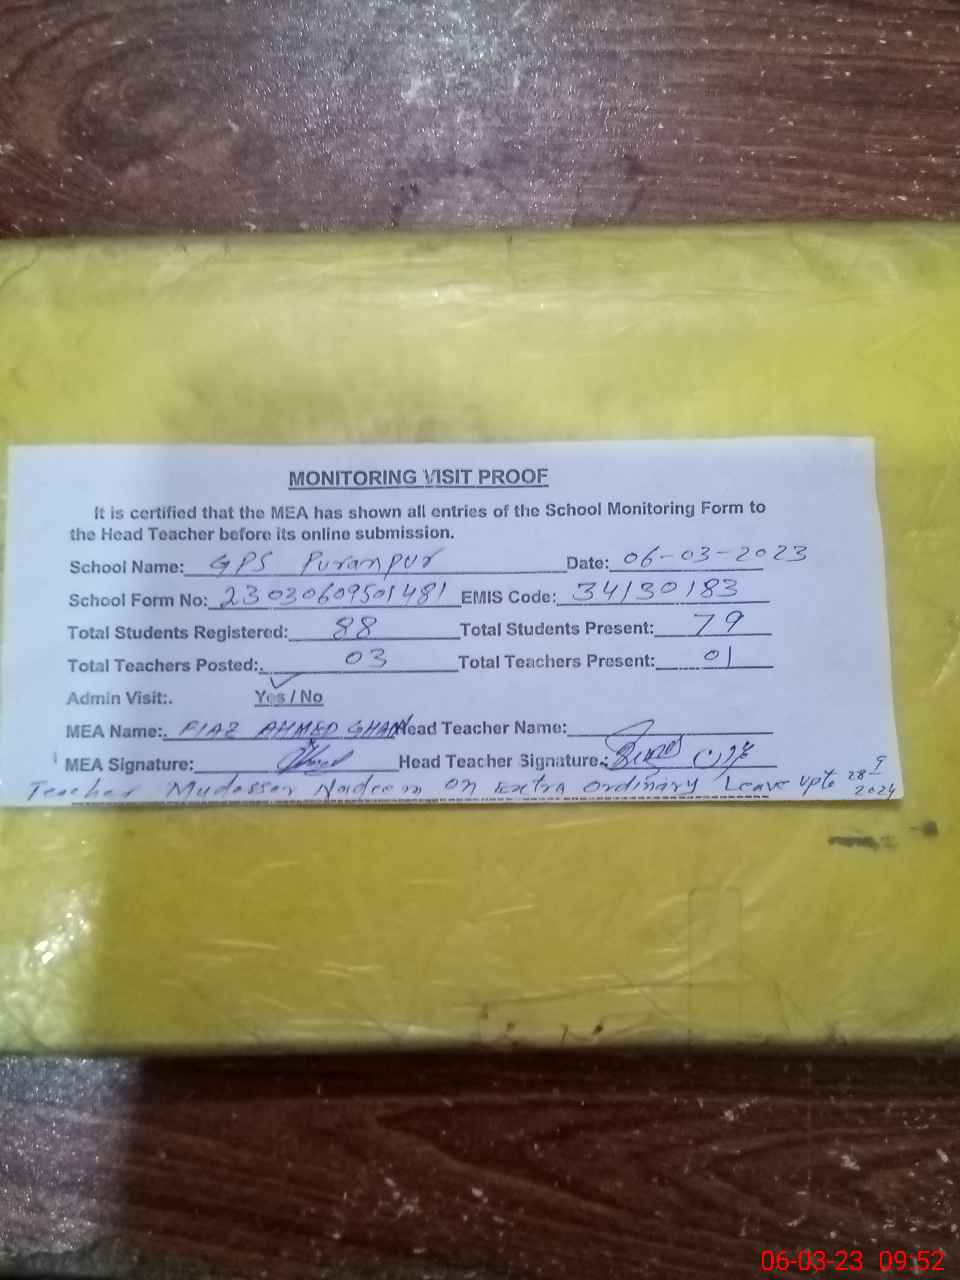 MONITORING VISIT PROOF
It is certified that the MEA has shown all entries of the School Monitoring Form to
the Head Teacher before its online submission.
School Name: GPS Puranpur Date: 06-03-2023
School Form No: 23030609501481 EMIS Code: 34130183
Total Students Registered: 88 Total Students Present: 79
Total Teachers Posted: 03 Total Teachers Present: 01
Admin Visit:. Yes / No
MEA Name: FIAZ AHMED GHANI Head Teacher Name:
MEA Signature: Head Teacher Signature:
Teacher Mudasser Nadeem on Extra ordinary Leave upto 28 2024
06-03-23 09:52